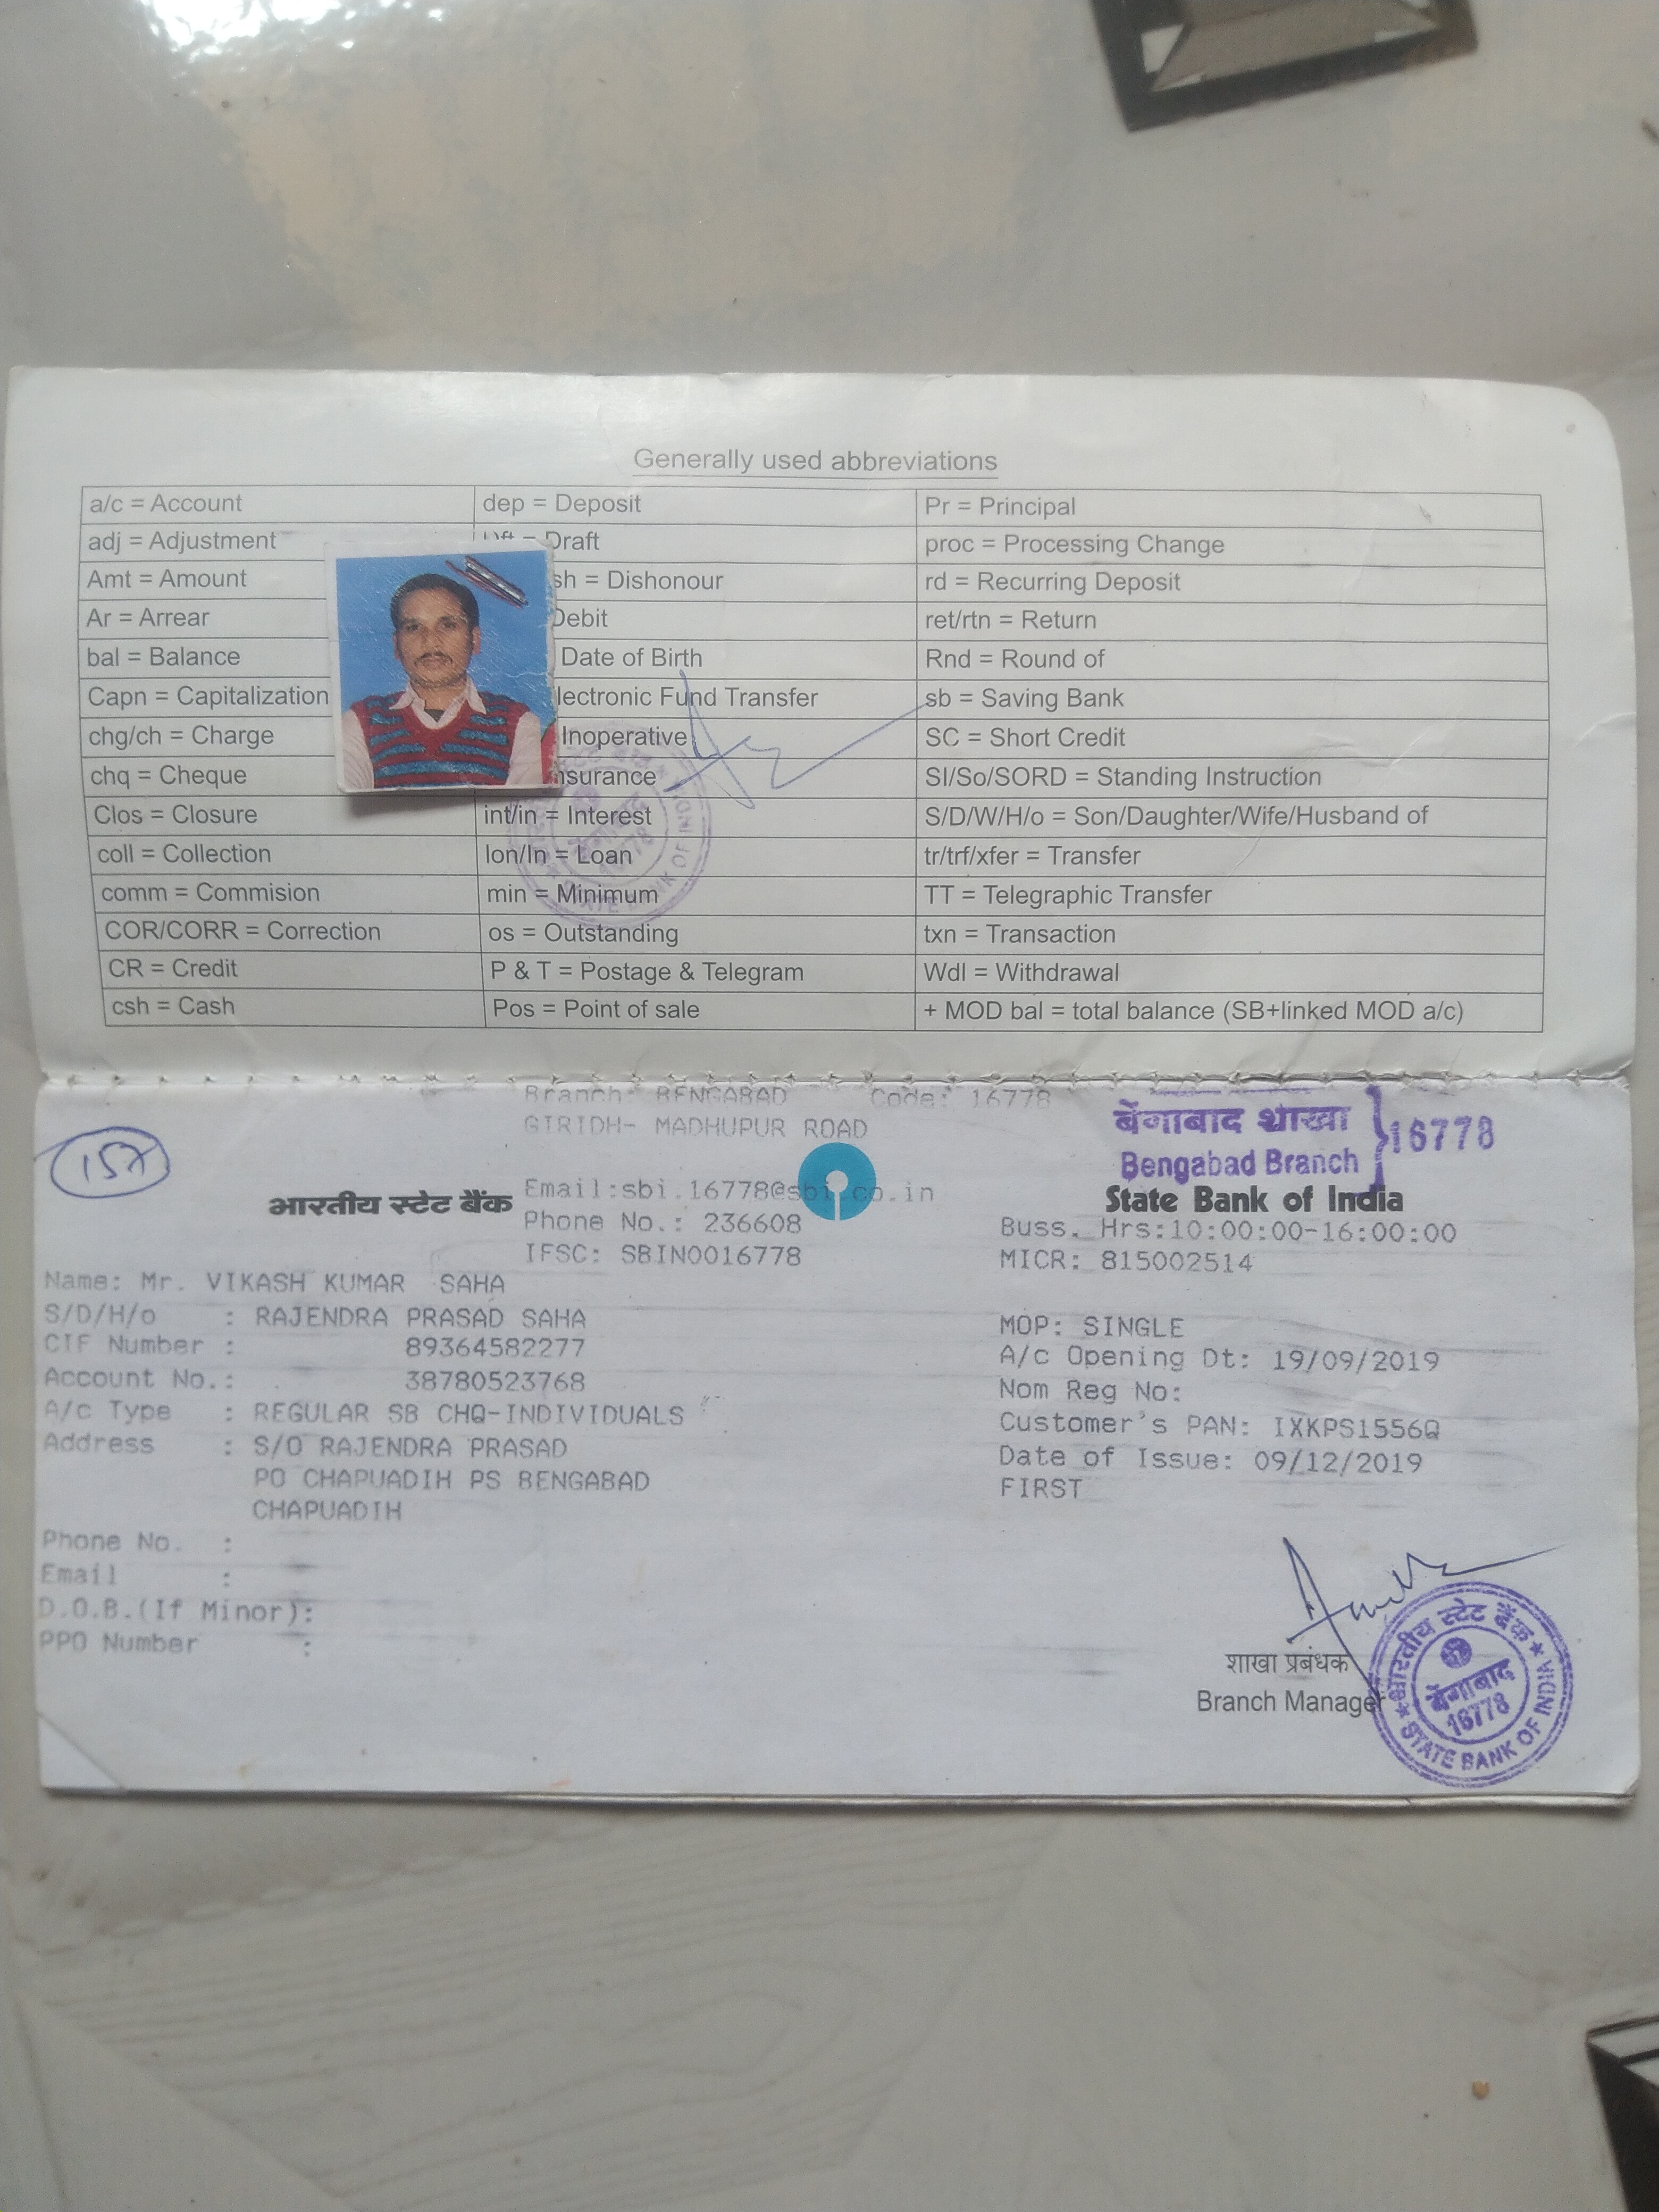 Generally used abbreviations
a/c = Account dep = Deposit Pr = Principal
adj = Adjustment Draft proc = Processing Change
Amt = Amount sh = Dishonour rd = Recurring Deposit
Ar = Arrear Debit ret/rtn = Return
bal = Balance Date of Birth Rnd = Round of
Capn = Capitalization lectronic Fund Transfer sb = Saving Bank
chg/ch = Charge Inoperative SC = Short Credit
chq = Cheque nsurance SI/So/SORD = Standing Instruction
Clos = Closure int/in = Interest S/D/W/H/o = Son/Daughter/Wife/Husband of
coll = Collection lon/ln = Loan tr/trf/xfer = Transfer
comm = Commision min = Minimum TT = Telegraphic Transfer
COR/CORR = Correction os = Outstanding txn = Transaction
CR = Credit P & T = Postage & Telegram Wdl = Withdrawal
csh = Cash Pos = Point of sale + MOD bal = total balance (SB+linked MOD a/c)
Branch: BENGABAD Code: 16778
GIRIDH- MADHUPUR ROAD
बेंगाबाद शाखा } 16778
Bengabad Branch
157
भारतीय स्टेट बैंक Email:sbi.16778@sbi.co.in State Bank of India
Phone No.: 236608 Buss. Hrs:10:00:00-16:00:00
IFSC: SBIN0016778 MICR: 815002514
Name: Mr. VIKASH KUMAR SAHA
S/D/H/o : RAJENDRA PRASAD SAHA MOP: SINGLE
CIF Number : 89364582277 A/c Opening Dt: 19/09/2019
Account No.: 38780523768 Nom Reg No:
A/c Type : REGULAR SB CHQ-INDIVIDUALS Customer's PAN: IXKPS1556Q
Address : S/O RAJENDRA PRASAD Date of Issue: 09/12/2019
PO CHAPUADIH PS BENGABAD FIRST
CHAPUADIH
Phone No. :
Email :
D.O.B.(If Minor):
PPO Number :
शाखा प्रबंधक
Branch Manager
भारतीय स्टेट बैंक
बेंगाबाद
16778
STATE BANK OF INDIA